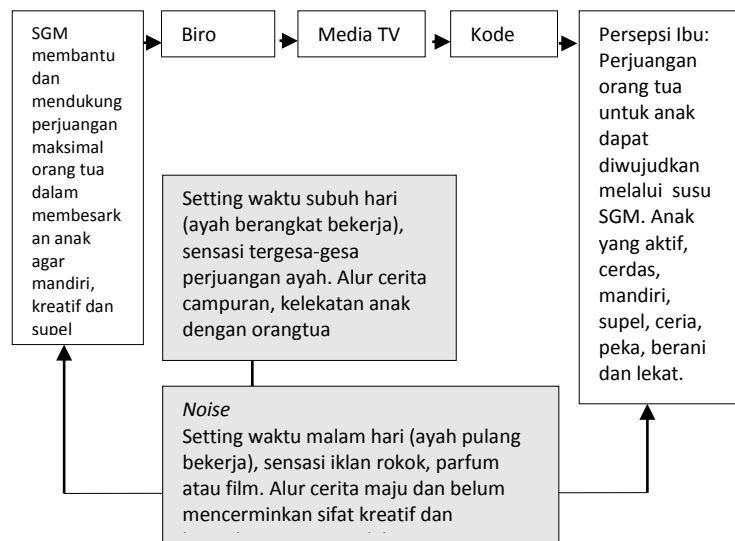 SGM
membantu
dan
mendukung
perjuangan
maksimal
orang tua
dalam
membesark
an anak
agar
mandiri,
kreatif dan
supel
Biro
Media TV
Kode
Persepsi Ibu:
Perjuangan
orang tua
untuk anak
dapat
diwujudkan
melalui susu
SGM. Anak
yang aktif,
cerdas,
mandiri,
supel, ceria,
peka, berani
dan lekat.
Setting waktu subuh hari
(ayah berangkat bekerja),
sensasi tergesa-gesa
perjuangan ayah. Alur cerita
campuran, kelekatan anak
dengan orangtua
Noise
Setting waktu malam hari (ayah pulang
bekerja), sensasi iklan rokok, parfum
atau film. Alur cerita maju dan belum
mencerminkan sifat kreatif dan